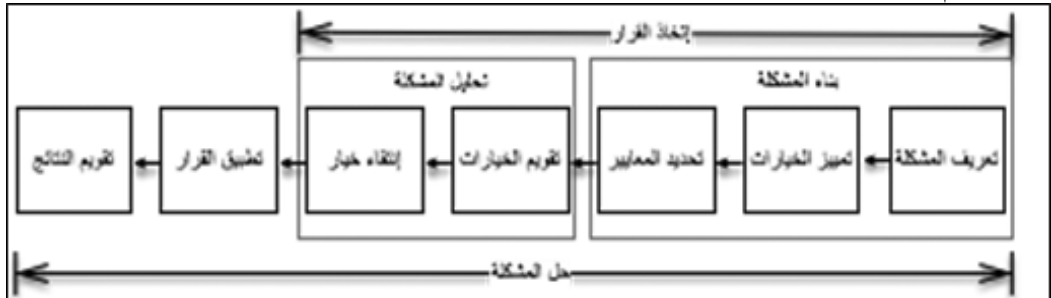 إتخاذ القرار
بناء المشكلة
تحليل المشكلة
تعريف المشكلة
تمييز الخيارات
تحديد المعايير
تقويم الخيارات
إنتقاء خيار
تطبيق القرار
تقويم النتائج
حل المشكلة